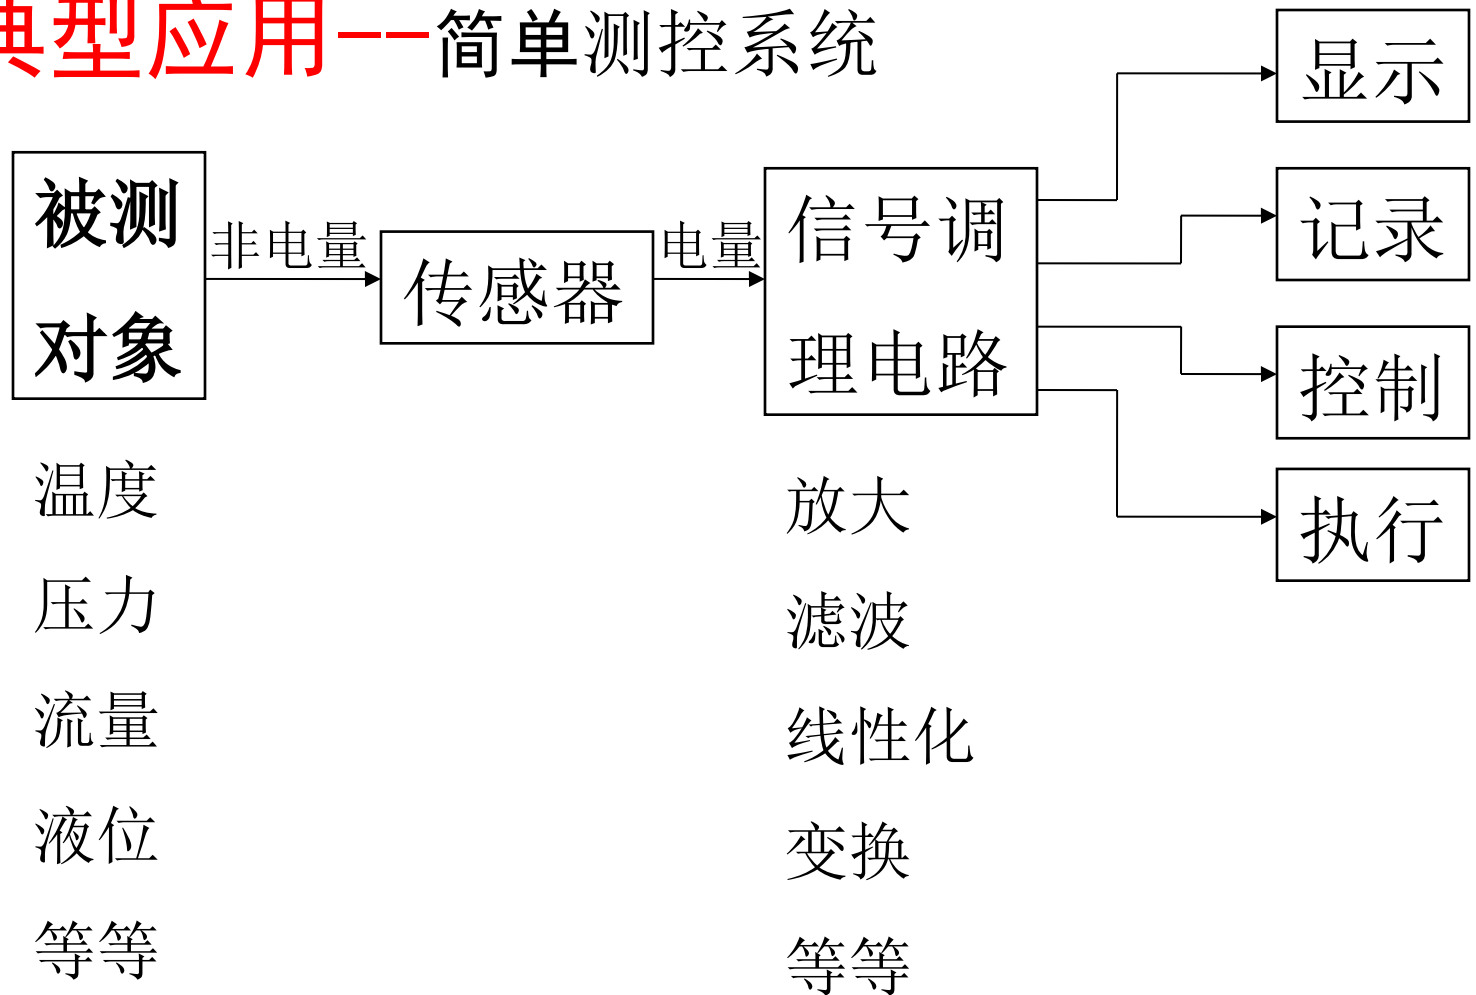 典型应用--简单测控系统
被测
对象
非电量
传感器
电量
信号调
理电路
显示
记录
控制
执行
温度
压力
流量
液位
等等
放大
滤波
线性化
变换
等等